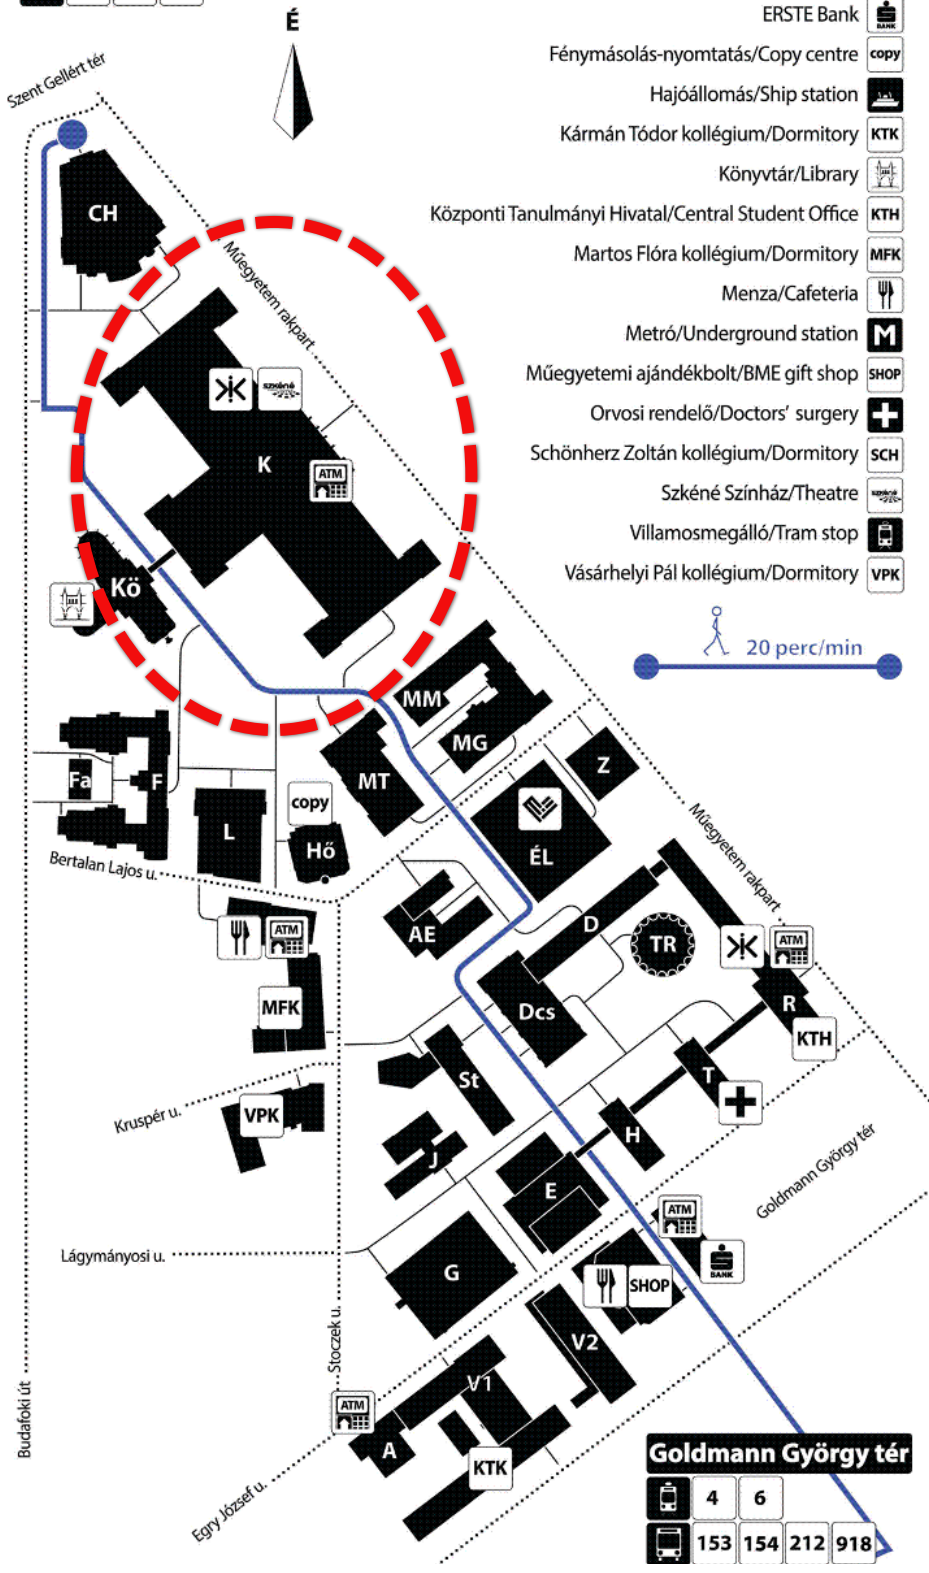 É
Szent Gellért tér
ERSTE Bank
BANK
Fénymásolás-nyomtatás/Copy centre
copy
Hajóállomás/Ship station
Kármán Tódor kollégium/Dormitory
KTK
Könyvtár/Library
Központi Tanulmányi Hivatal/Central Student Office
KTH
Martos Flóra kollégium/Dormitory
MFK
Menza/Cafeteria
Metró/Underground station
M
Műegyetemi ajándékbolt/BME gift shop
SHOP
Orvosi rendelő/Doctors' surgery
Schönherz Zoltán kollégium/Dormitory
SCH
Szkéné Színház/Theatre
szkéné
Villamosmegálló/Tram stop
Vásárhelyi Pál kollégium/Dormitory
VPK
20 perc/min
CH
Műegyetem rakpart
szkéné
K
ATM
Kö
MM
MG
Z
MT
Fa
F
copy
L
Hő
ÉL
Bertalan Lajos u.
Műegyetem rakpart
ATM
AE
D
TR
ATM
MFK
Dcs
R
KTH
St
T
Kruspér u.
VPK
H
J
E
Goldmann György tér
ATM
BANK
Lágymányosi u.
G
SHOP
Stoczek u.
V2
V1
ATM
A
KTK
Budafoki út
Egry József u.
Goldmann György tér
4 6
153 154 212 918